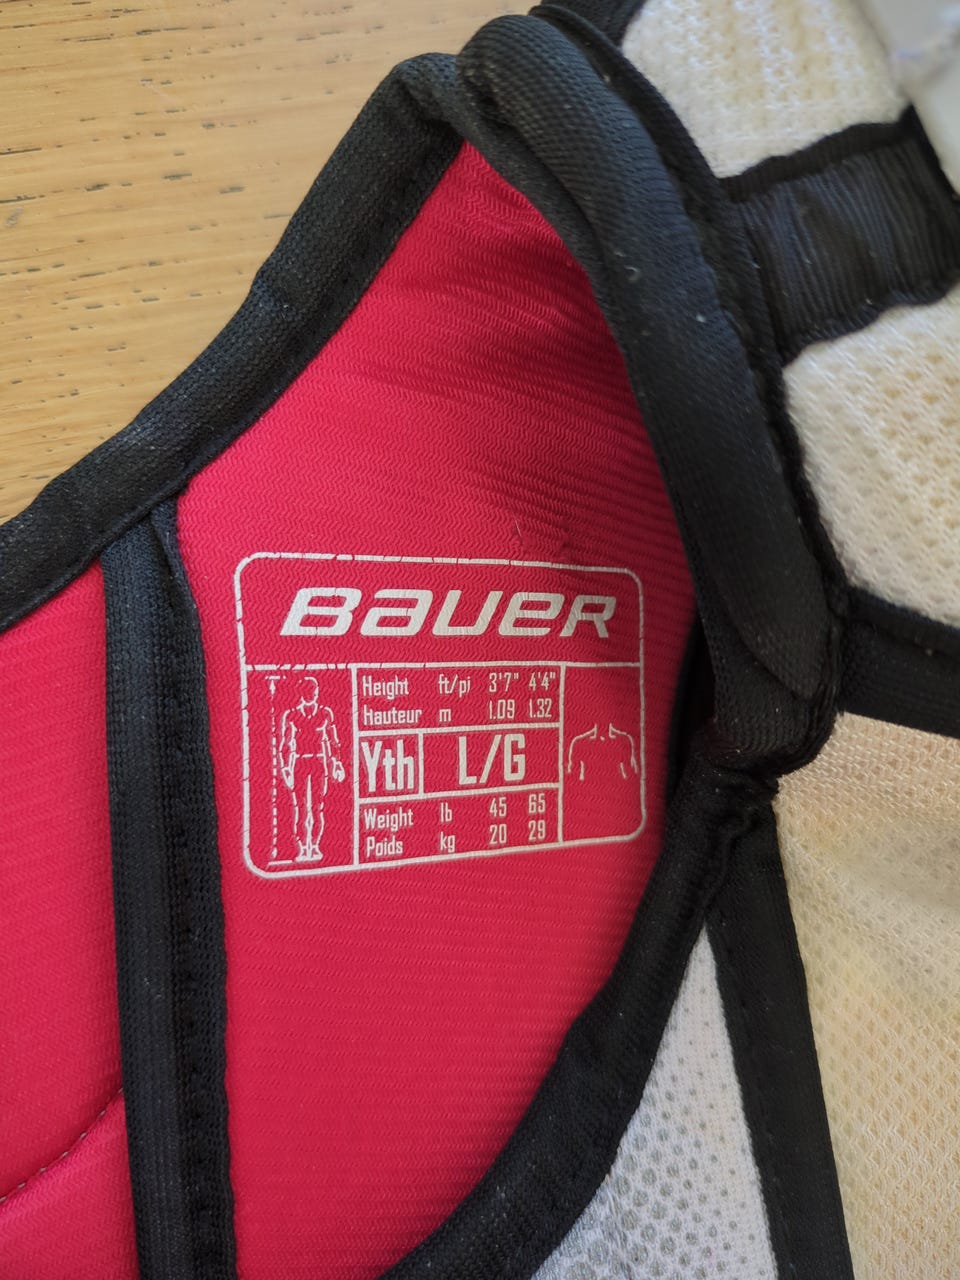 BAUER
Height ft/pi 3'7" 4'4"
Hauteur m 1.09 1.32
Yth L/G
Weight lb 45 65
Poids kg 20 29